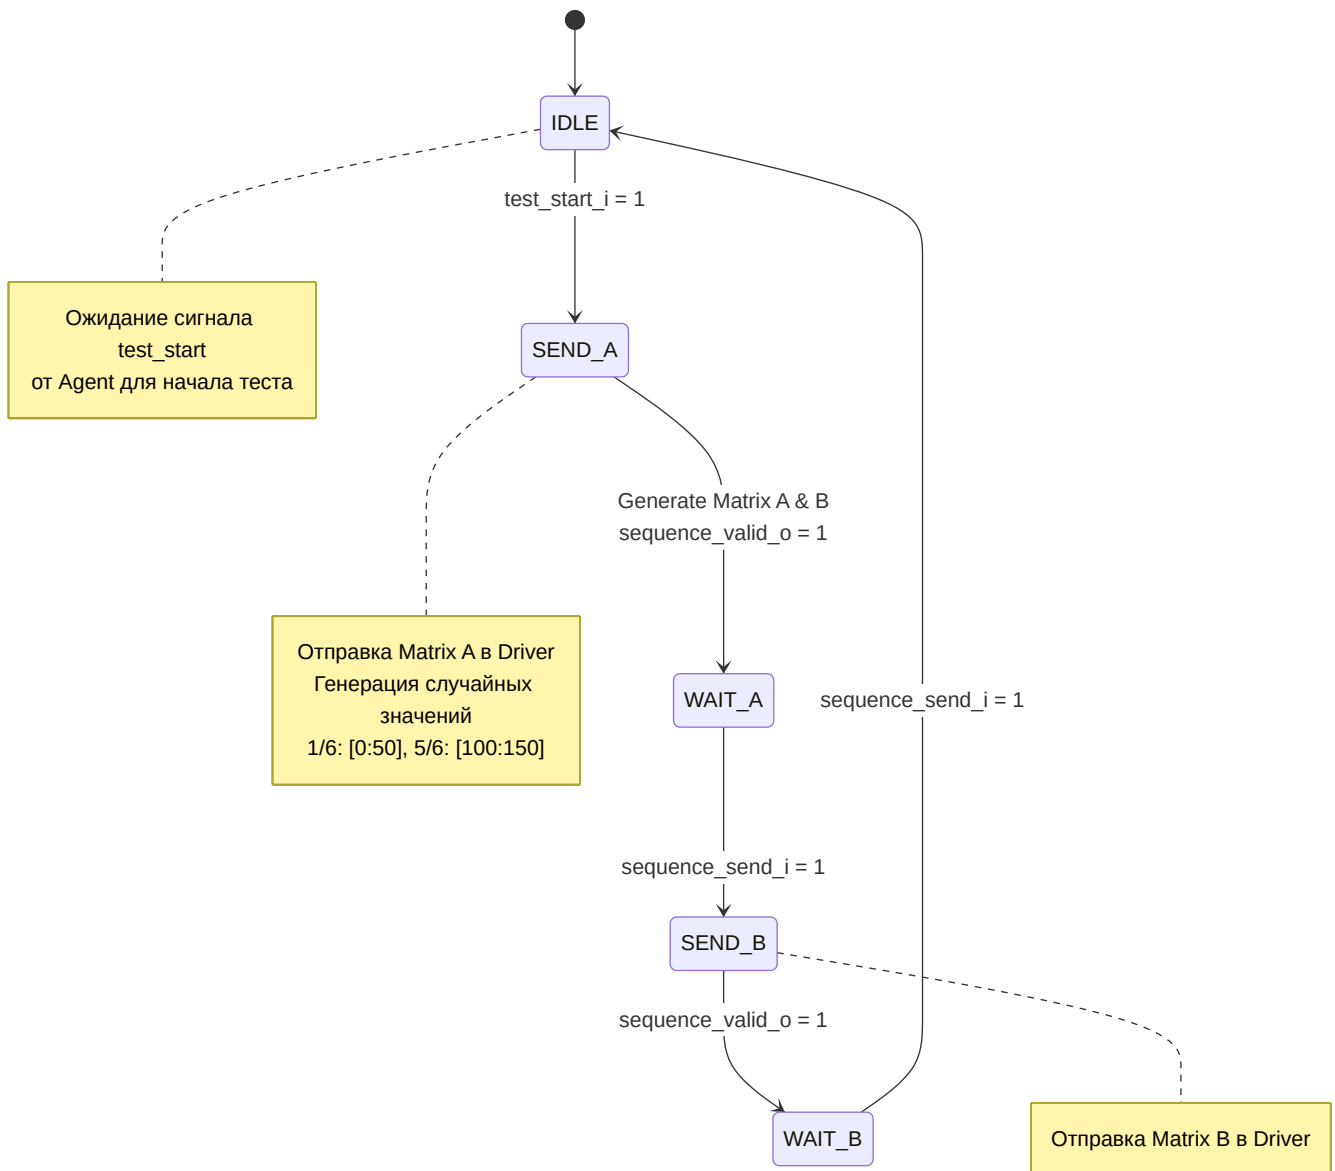 IDLE
test_start_i = 1
Ожидание сигнала
test_start
от Agent для начала теста
SEND_A
Generate Matrix A & B
sequence_valid_o = 1
Отправка Matrix A в Driver
Генерация случайных
значений
1/6: [0:50], 5/6: [100:150]
WAIT_A
sequence_send_i = 1
sequence_send_i = 1
SEND_B
sequence_valid_o = 1
WAIT_B
Отправка Matrix B в Driver